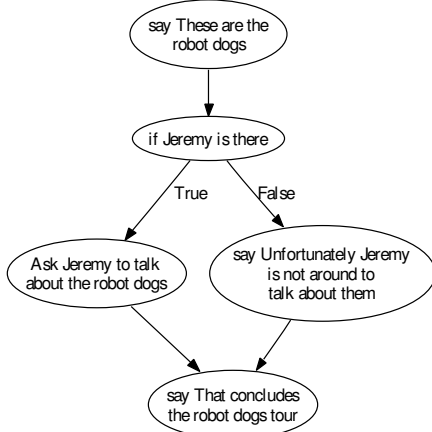 say These are the
robot dogs
if Jeremy is there
True
False
Ask Jeremy to talk
about the robot dogs
say Unfortunately Jeremy
is not around to
talk about them
say That concludes
the robot dogs tour